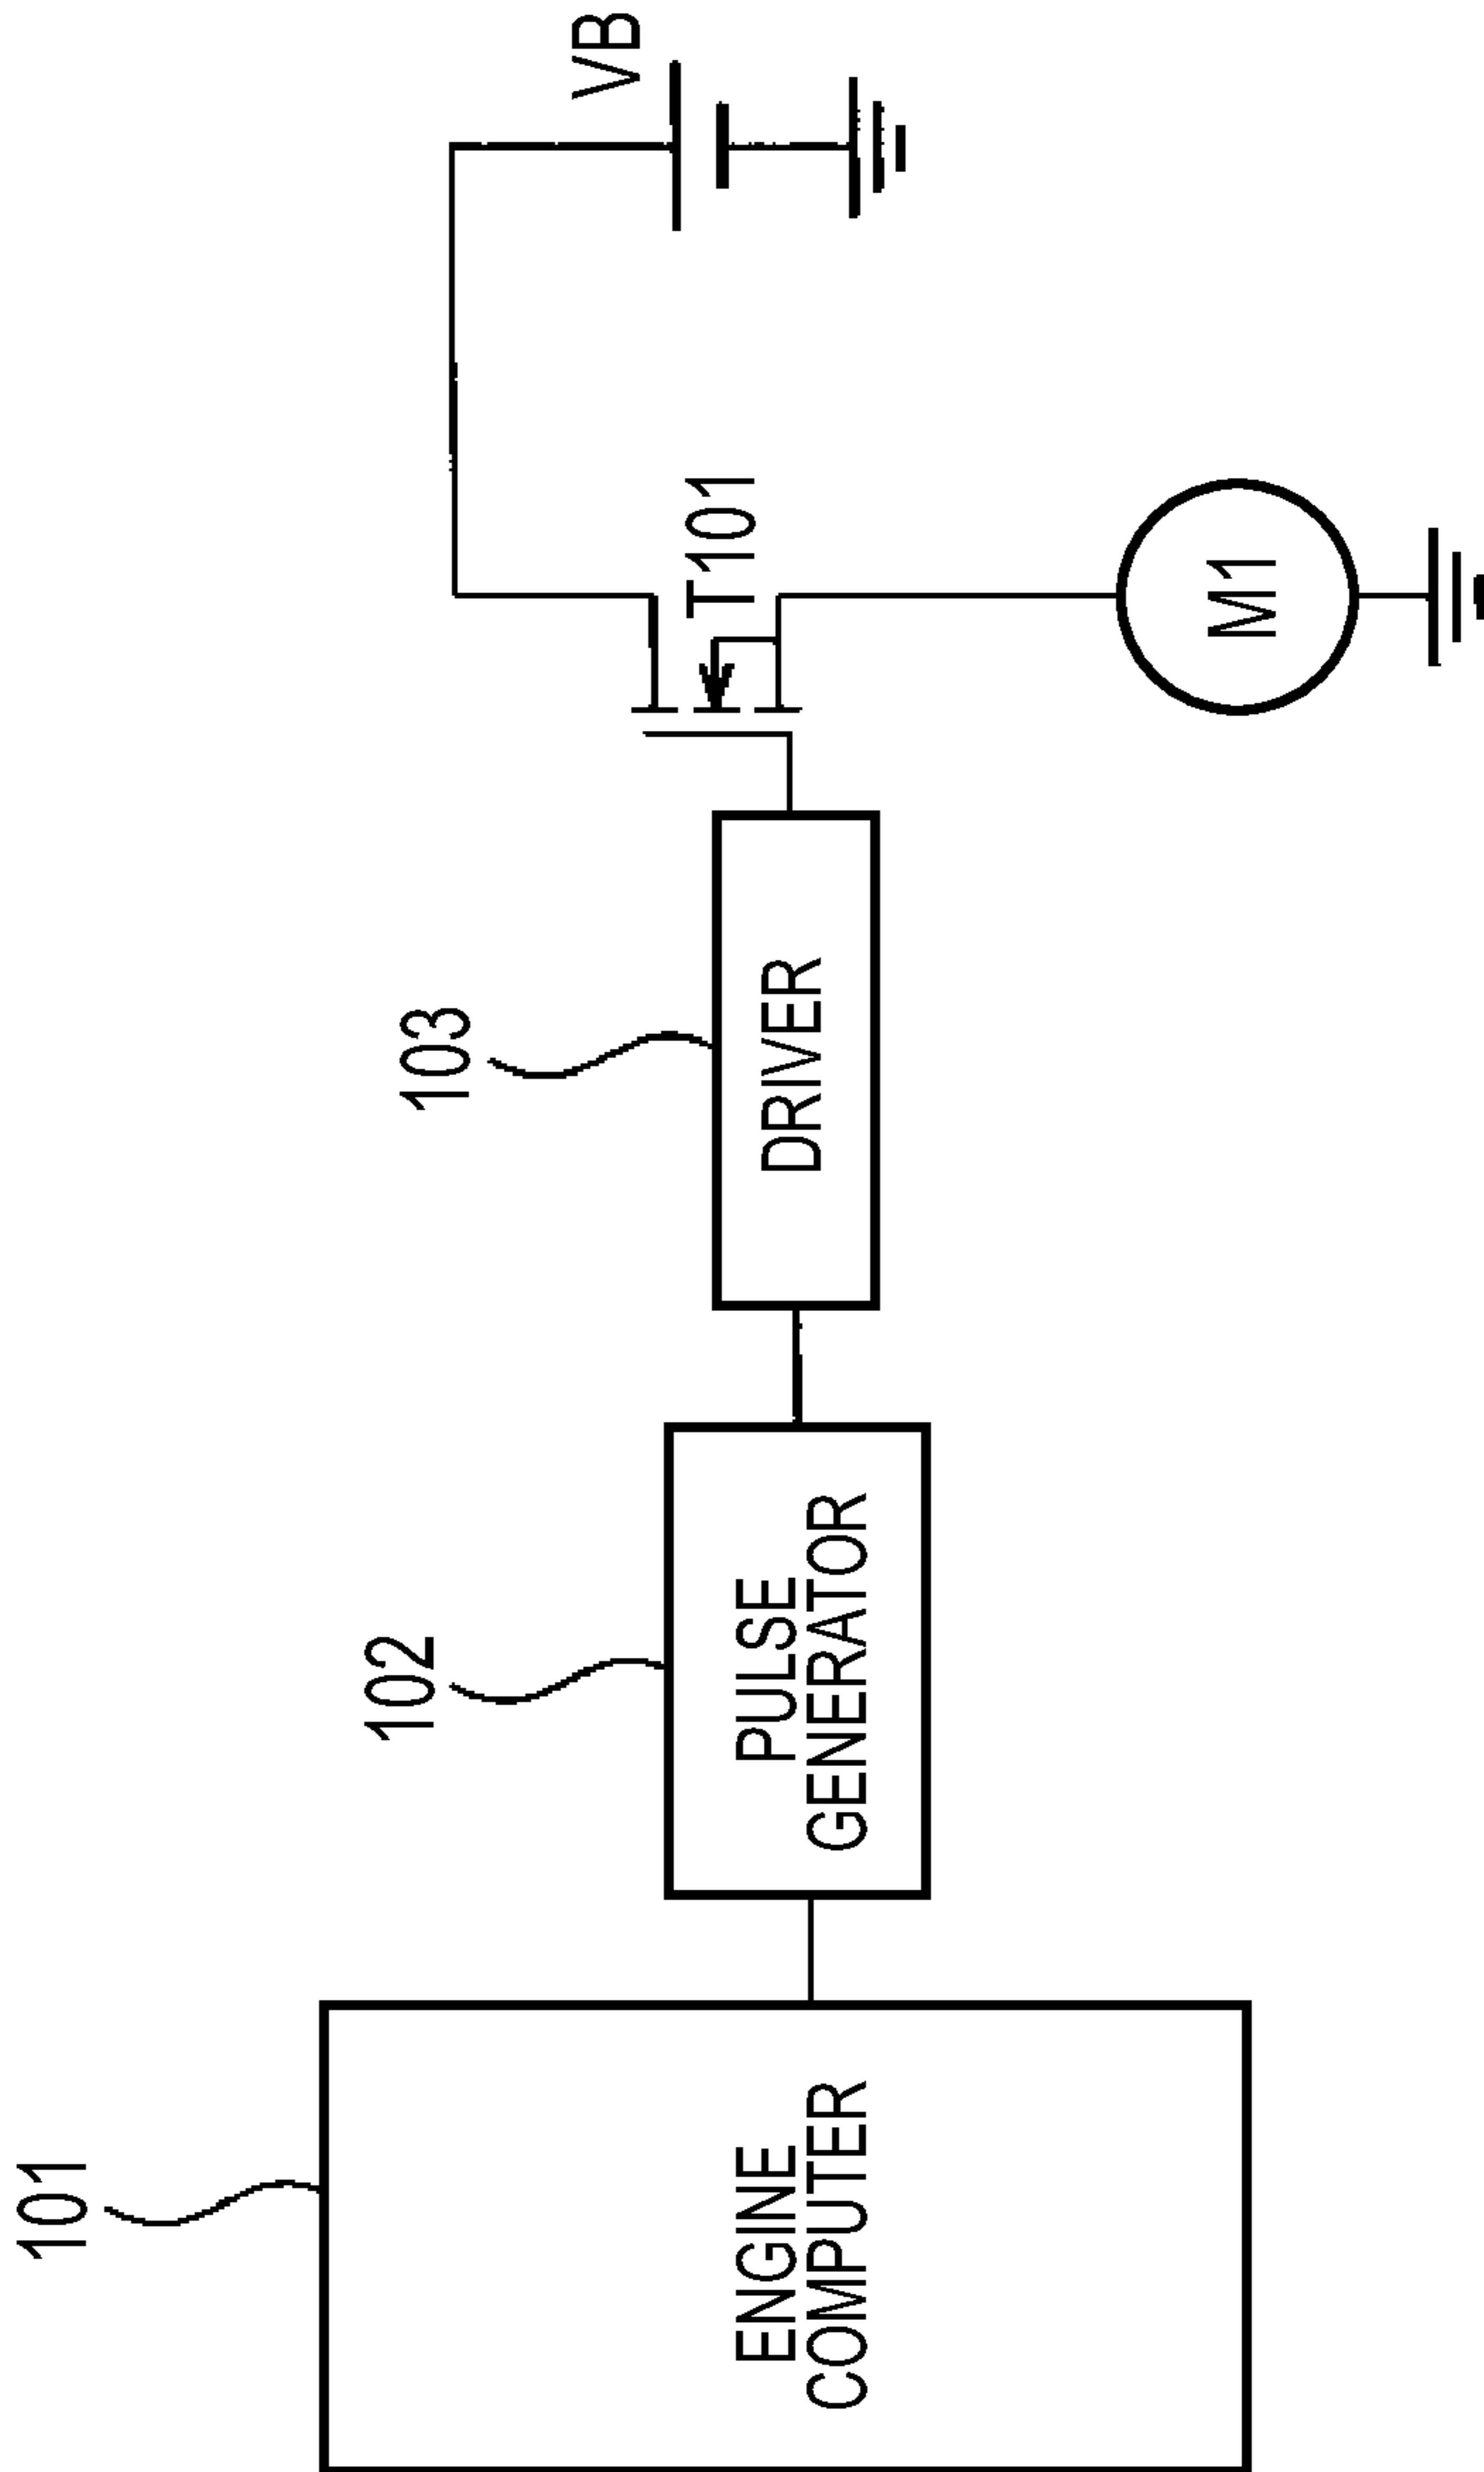 101
ENGINE
COMPUTER
102
PULSE
GENERATOR
103
DRIVER
T101
M1
VB